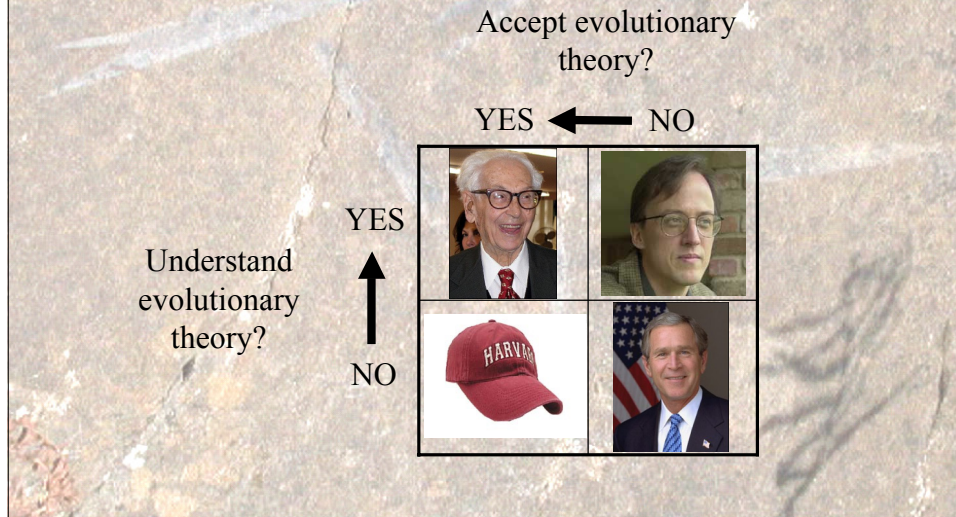 Accept evolutionary
theory?
YES NO
YES
Understand
evolutionary
theory?
NO
HARVARD